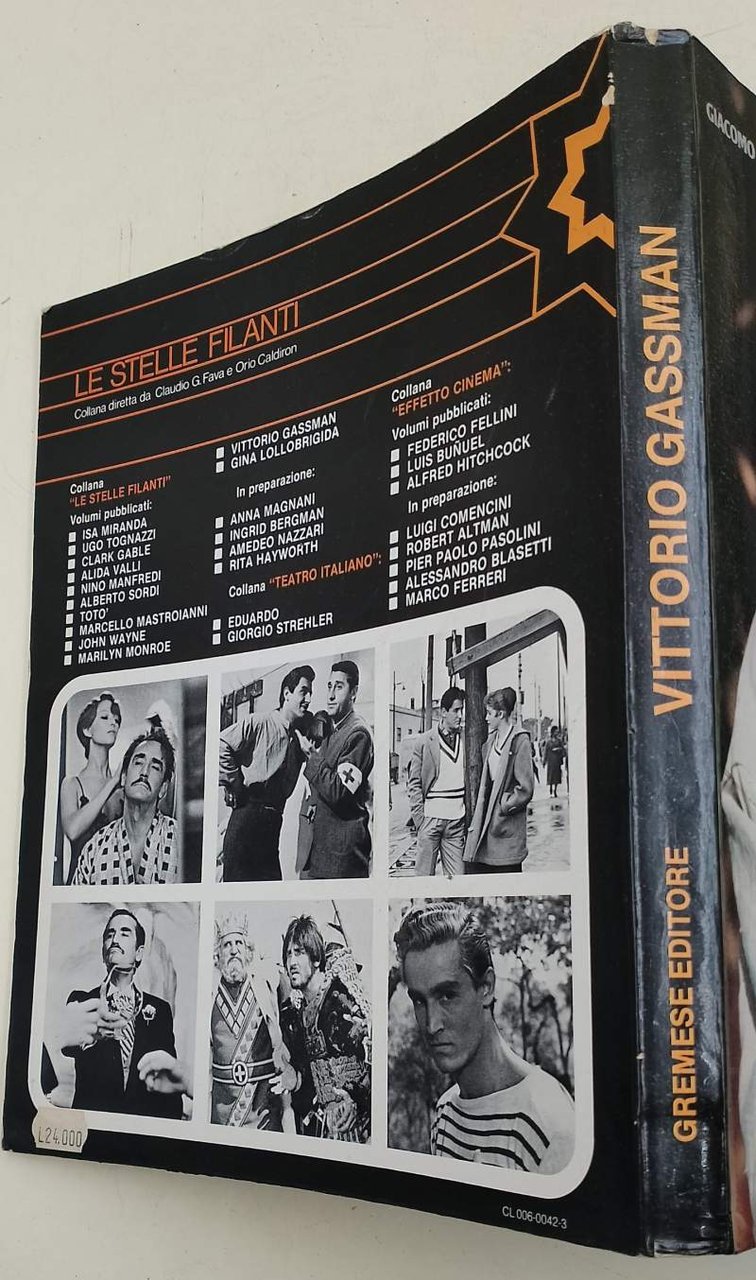 LE STELLE FILANTI
Collana diretta da Claudio G. Fava e Orio Caldiron
Collana
"LE STELLE FILANTI"
Volumi pubblicati:
ISA MIRANDA
UGO TOGNAZZI
CLARK GABLE
ALIDA VALLI
NINO MANFREDI
ALBERTO SORDI
TOTO'
MARCELLO MASTROIANNI
JOHN WAYNE
MARILYN MONROE
VITTORIO GASSMAN
GINA LOLLOBRIGIDA
In preparazione:
ANNA MAGNANI
INGRID BERGMAN
AMEDEO NAZZARI
RITA HAYWORTH
Collana "TEATRO ITALIANO":
EDUARDO
GIORGIO STREHLER
Collana
"EFFETTO CINEMA":
Volumi pubblicati:
FEDERICO FELLINI
LUIS BUÑUEL
ALFRED HITCHCOCK
In preparazione:
LUIGI COMENCINI
ROBERT ALTMAN
PIER PAOLO PASOLINI
ALESSANDRO BLASETTI
MARCO FERRERI
L24.000
CL 006-0042-3
VITTORIO GASSMAN
GREMESE EDITORE
GIACOMO